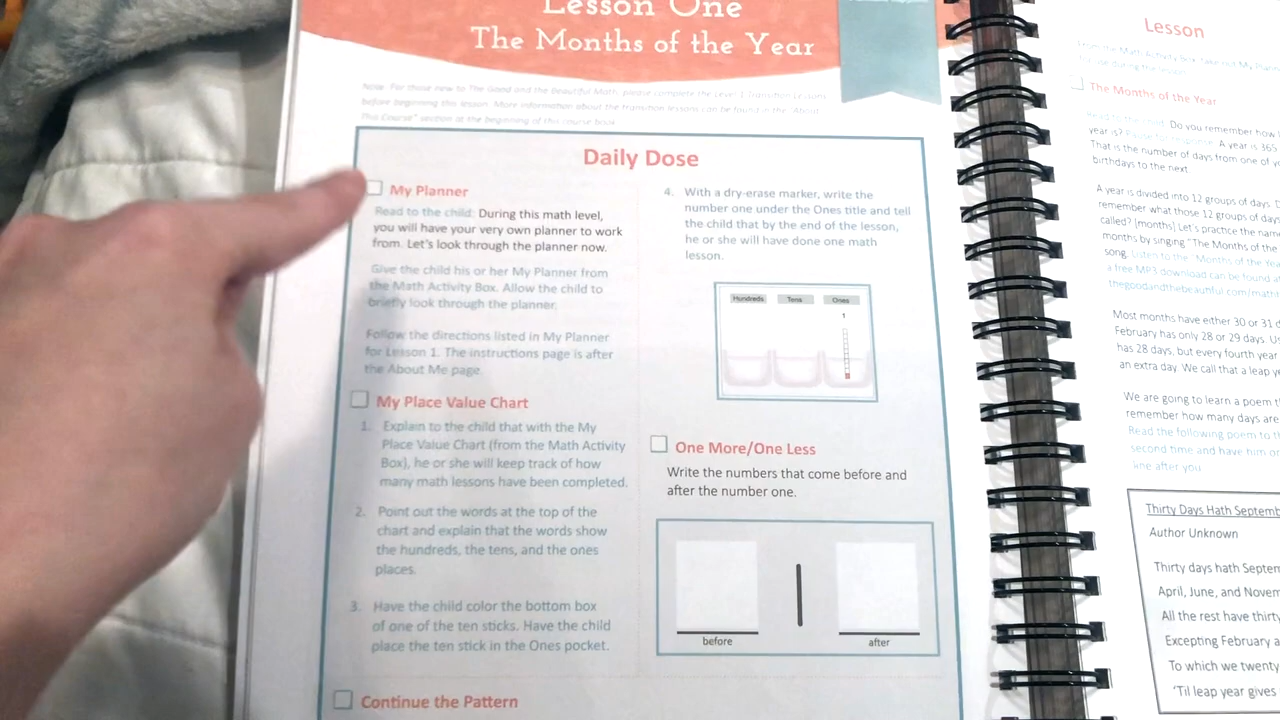 Lesson One
The Months of the Year
Note: For those new to The Good and the Beautiful Math, please complete the Level 1 Transition Lessons
before beginning this lesson. More information about the transition lessons can be found in the "About
This Course" section at the beginning of this course book.
Daily Dose
My Planner
Read to the child: During this math level,
you will have your very own planner to work
from. Let's look through the planner now.
Give the child his or her My Planner from
the Math Activity Box. Allow the child to
briefly look through the planner.
Follow the directions listed in My Planner
for Lesson 1. The instructions page is after
the About Me page.
My Place Value Chart
1. Explain to the child that with the My
Place Value Chart (from the Math Activity
Box), he or she will keep track of how
many math lessons have been completed.
2. Point out the words at the top of the
chart and explain that the words show
the hundreds, the tens, and the ones
places.
3. Have the child color the bottom box
of one of the ten sticks. Have the child
place the ten stick in the Ones pocket.
Continue the Pattern
4. With a dry-erase marker, write the
number one under the Ones title and tell
the child that by the end of the lesson,
he or she will have done one math
lesson.
Hundreds Tens Ones
1
One More/One Less
Write the numbers that come before and
after the number one.
1
before after
Lesson
From the Math Activity Box, take out My
The Months of the Year
Read to the child: Do you remember how
year is? Pause for response. A year is 365
That is the number of days from one of
birthdays to the next.
A year is divided into 12 groups of days.
remember what those 12 groups of day
called? [months] Let's practice the
months by singing "The Months of the
song. Listen to the "Months of the
a free MP3 download can be found
thegoodandthebeautiful.com/
Most months have either 30 or 31
February has only 28 or 29 days.
has 28 days, but every fourth year
an extra day. We call that a leap
We are going to learn a poem
remember how many days are
Read the following poem to
second time and have him or
line after you.
Thirty Days Hath Septemb
Author Unknown
Thirty days hath Septem
April, June, and Novem
All the rest have thirt
Excepting February a
To which we twenty
'Til leap year gives